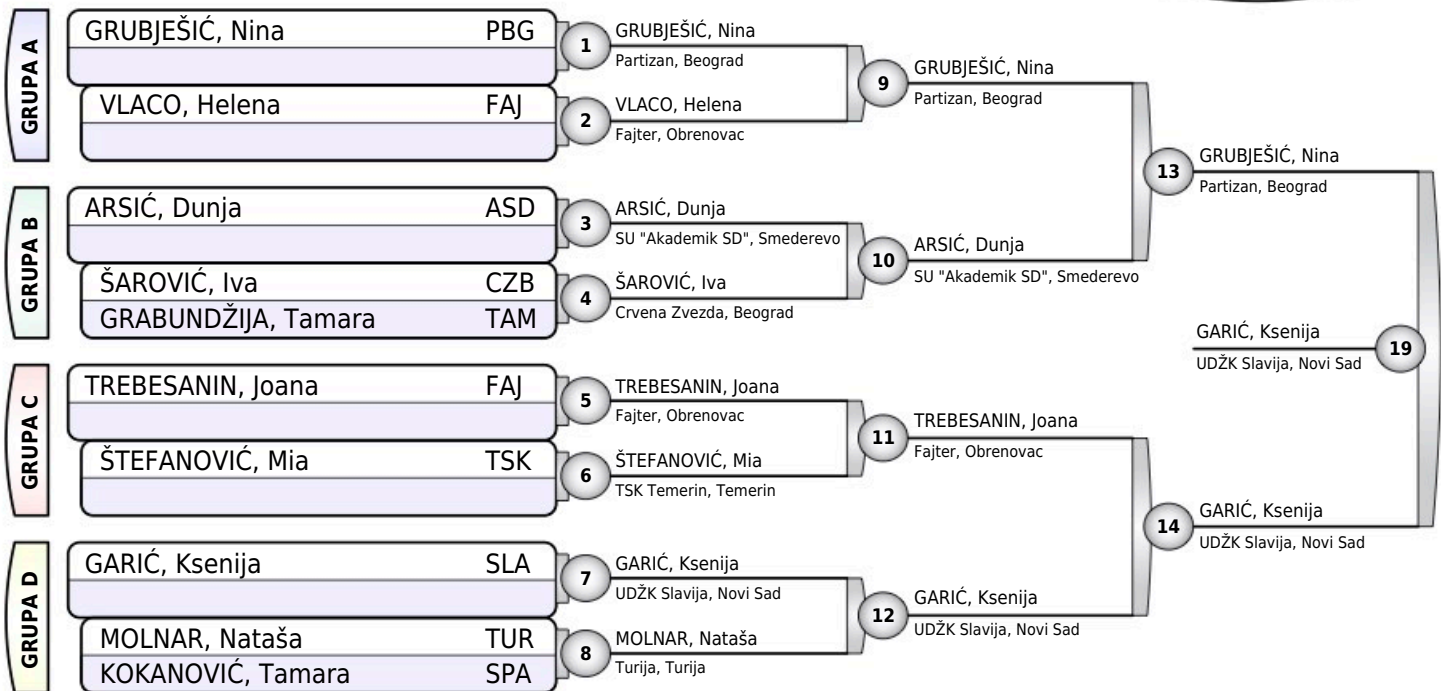 GRUPA A
GRUBJEŠIĆ, Nina PBG
VLACO, Helena FAJ
GRUPA B
ARSIĆ, Dunja ASD
ŠAROVIĆ, Iva CZB
GRABUNDŽIJA, Tamara TAM
GRUPA C
TREBESANIN, Joana FAJ
ŠTEFANOVIĆ, Mia TSK
GRUPA D
GARIĆ, Ksenija SLA
MOLNAR, Nataša TUR
KOKANOVIĆ, Tamara SPA
1
GRUBJEŠIĆ, Nina
Partizan, Beograd
2
VLACO, Helena
Fajter, Obrenovac
3
ARSIĆ, Dunja
SU "Akademik SD", Smederevo
4
ŠAROVIĆ, Iva
Crvena Zvezda, Beograd
5
TREBESANIN, Joana
Fajter, Obrenovac
6
ŠTEFANOVIĆ, Mia
TSK Temerin, Temerin
7
GARIĆ, Ksenija
UDŽK Slavija, Novi Sad
8
MOLNAR, Nataša
Turija, Turija
9
GRUBJEŠIĆ, Nina
Partizan, Beograd
10
ARSIĆ, Dunja
SU "Akademik SD", Smederevo
11
TREBESANIN, Joana
Fajter, Obrenovac
12
GARIĆ, Ksenija
UDŽK Slavija, Novi Sad
13
GRUBJEŠIĆ, Nina
Partizan, Beograd
14
GARIĆ, Ksenija
UDŽK Slavija, Novi Sad
GARIĆ, Ksenija
UDŽK Slavija, Novi Sad
19